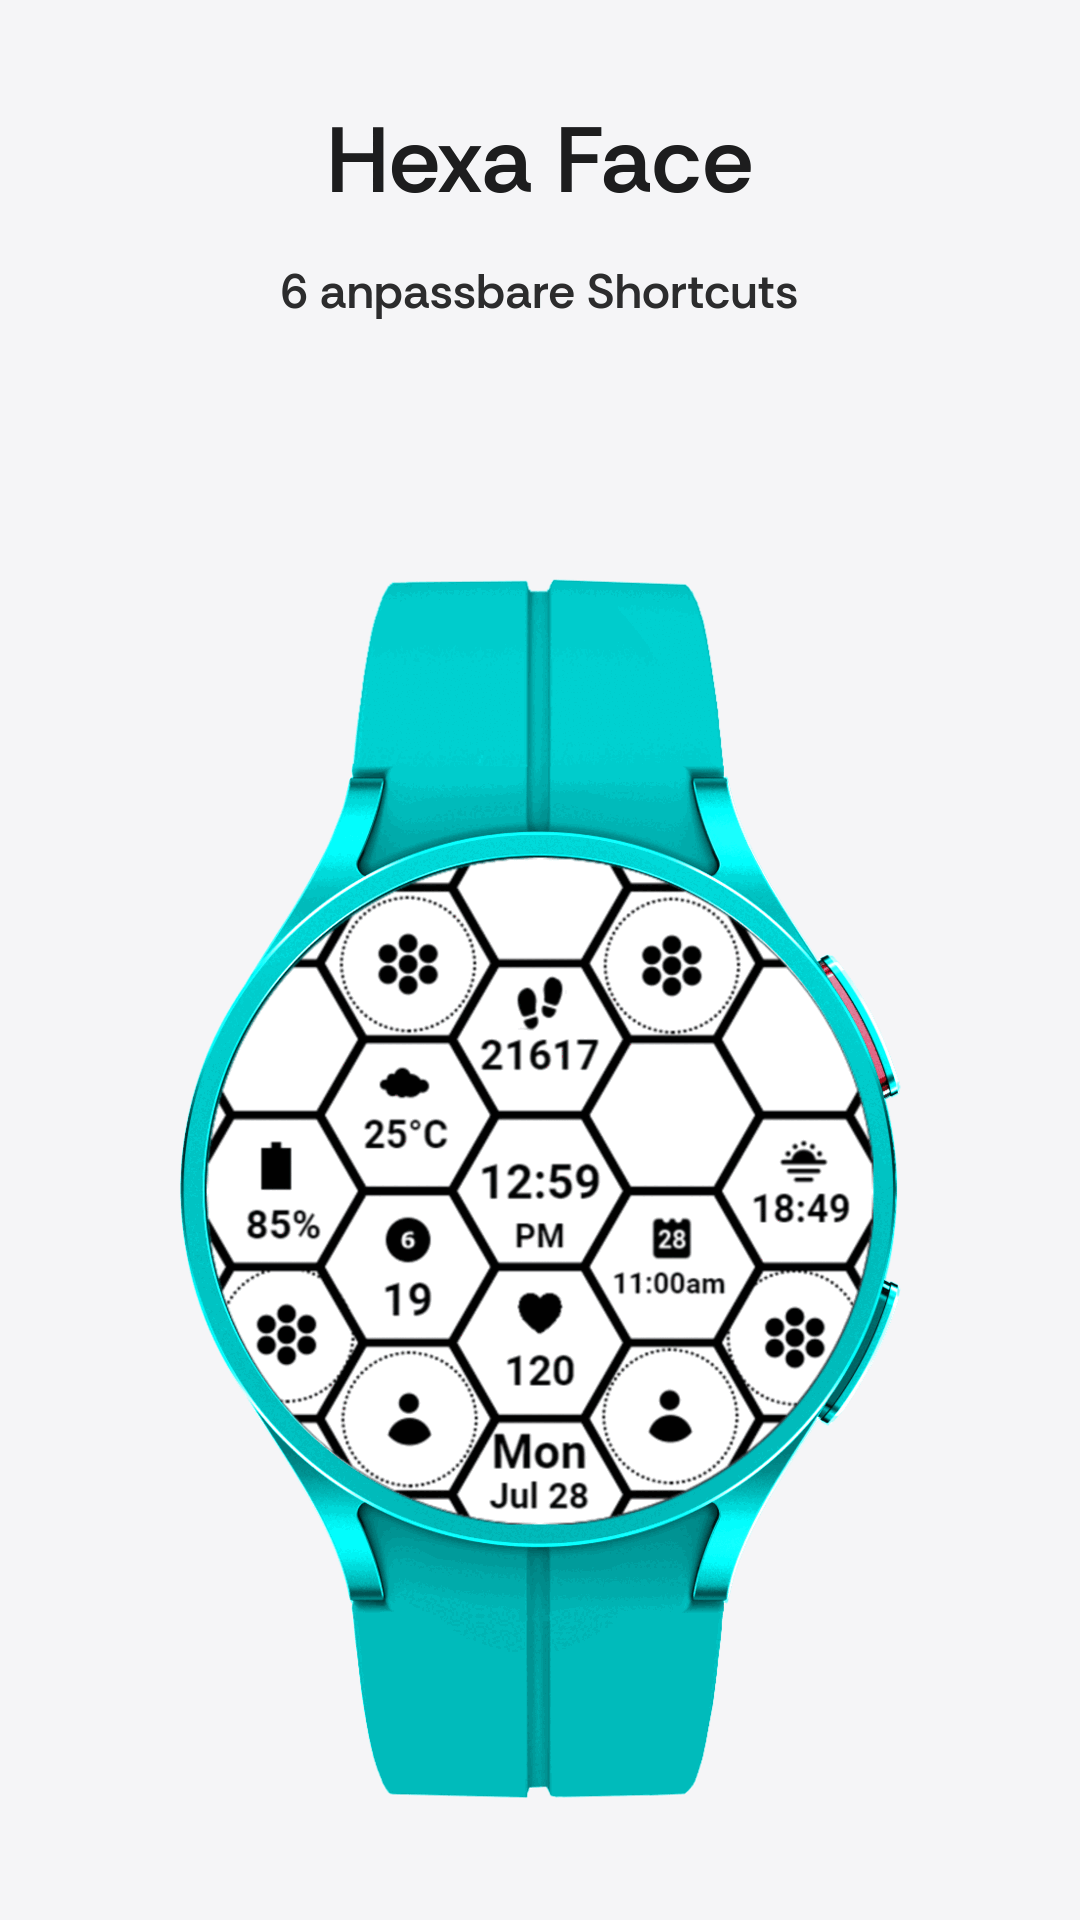 Hexa Face
6 anpassbare Shortcuts
21617
25°C
12:59
PM
18:49
85%
6
19
28
11:00am
120
Mon
Jul 28